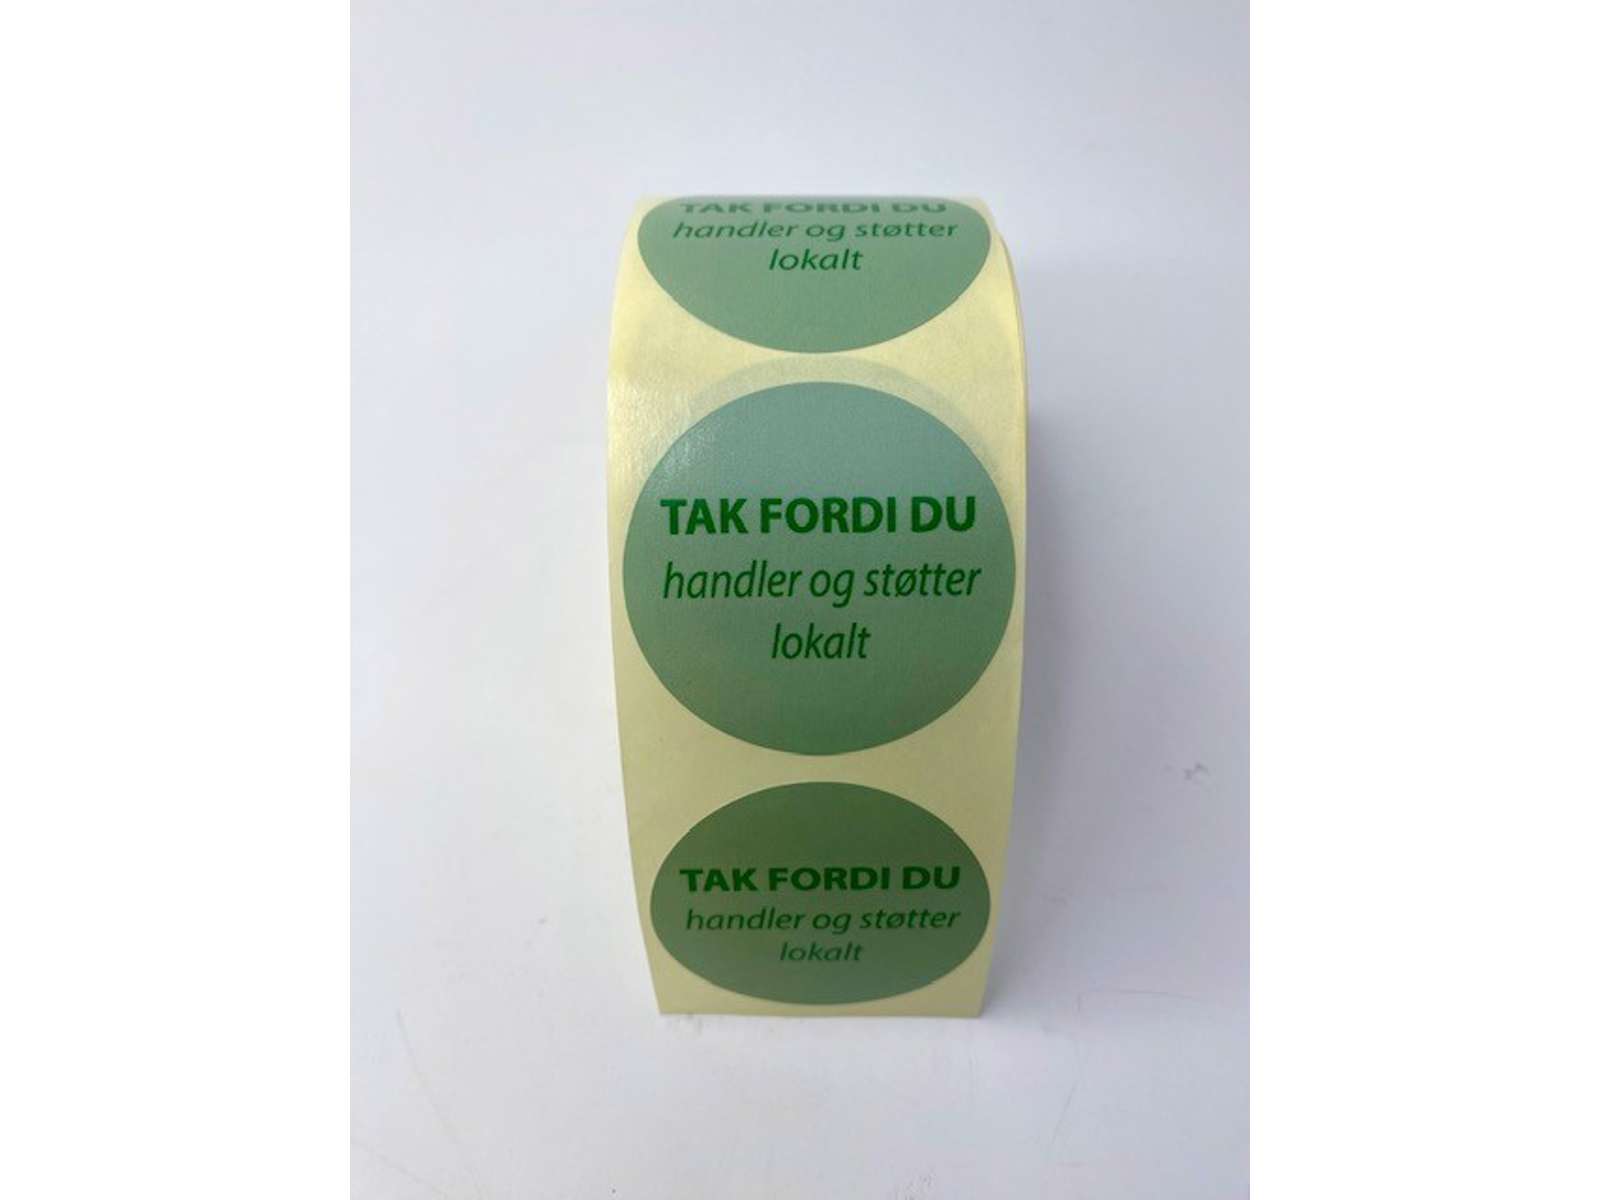 TAK FORDI DU
handler og støtter
lokalt
TAK FORDI DU
handler og støtter
lokalt
TAK FORDI DU
handler og støtter
lokalt